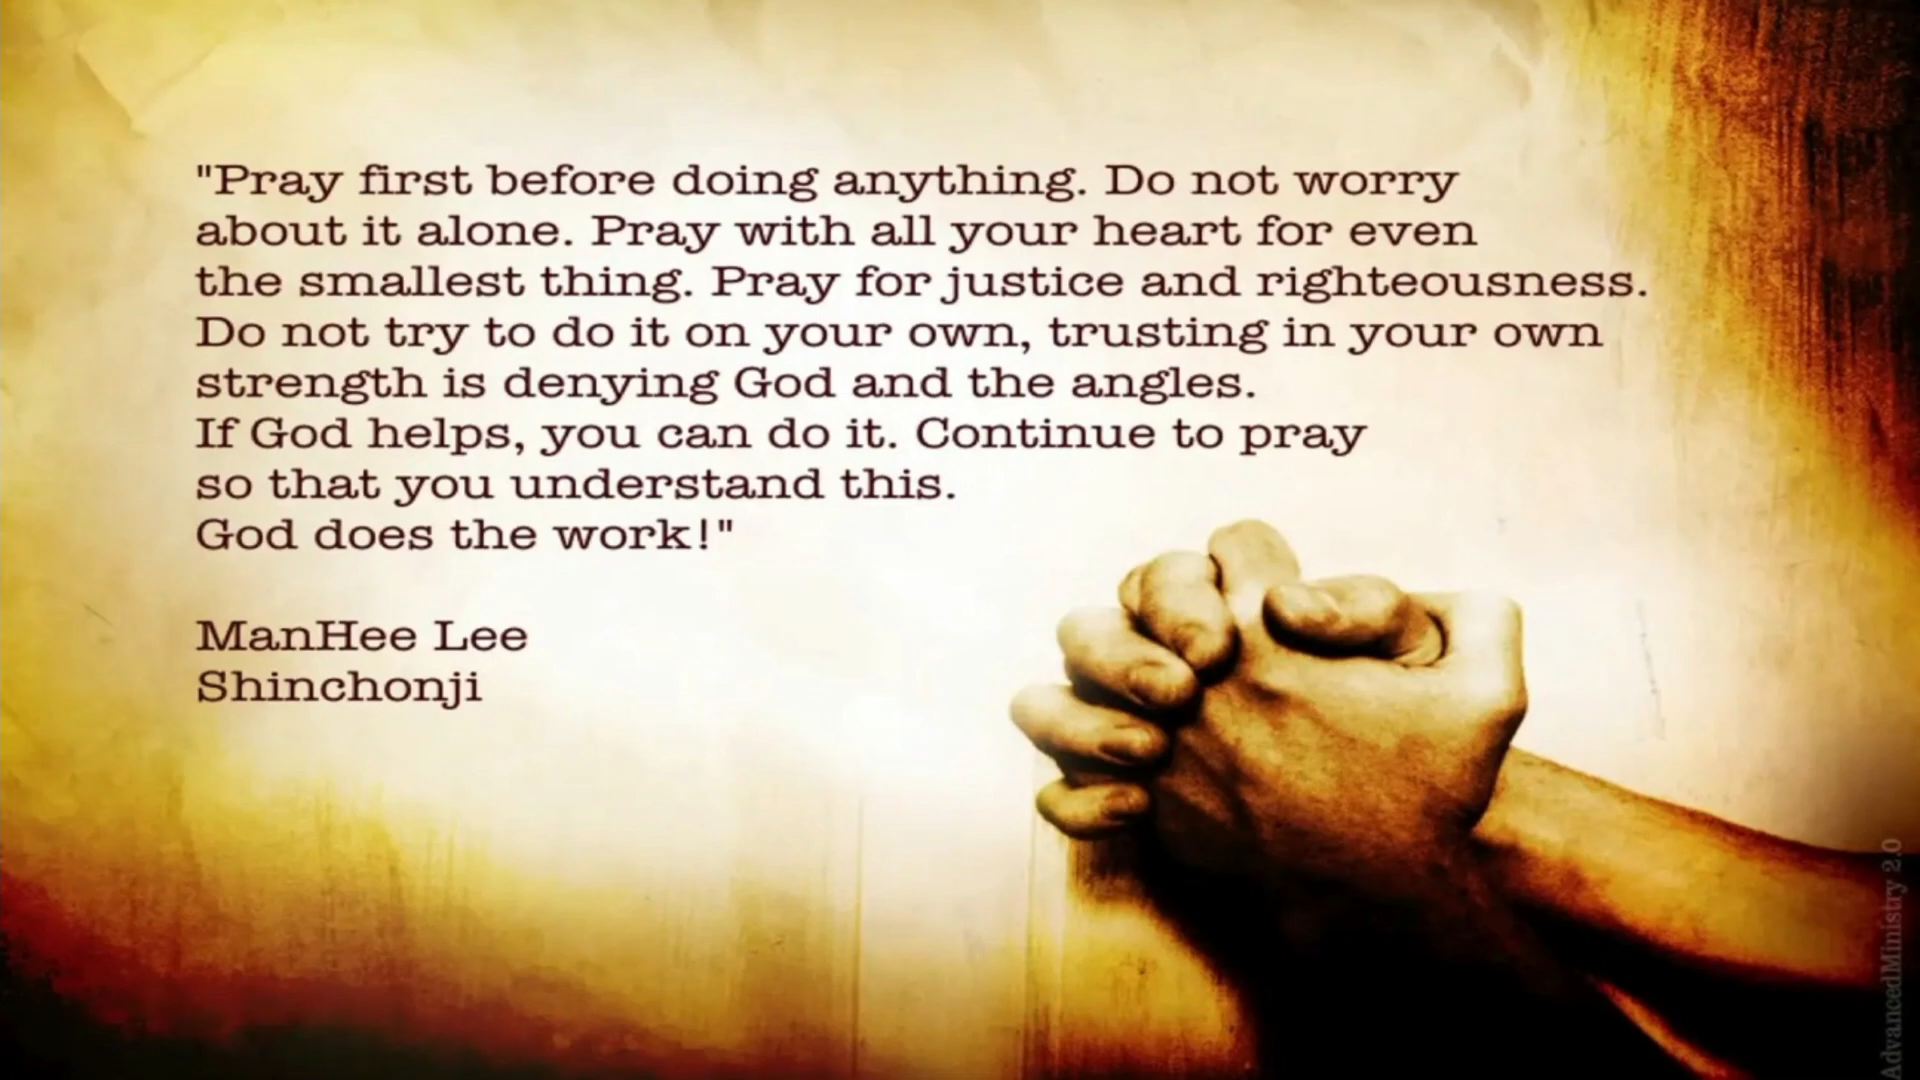 "Pray first before doing anything. Do not worry
about it alone. Pray with all your heart for even
the smallest thing. Pray for justice and righteousness.
Do not try to do it on your own, trusting in your own
strength is denying God and the angles.
If God helps, you can do it. Continue to pray
so that you understand this.
God does the work!"
ManHee Lee
Shinchonji
AdvancedMinistry 2.0